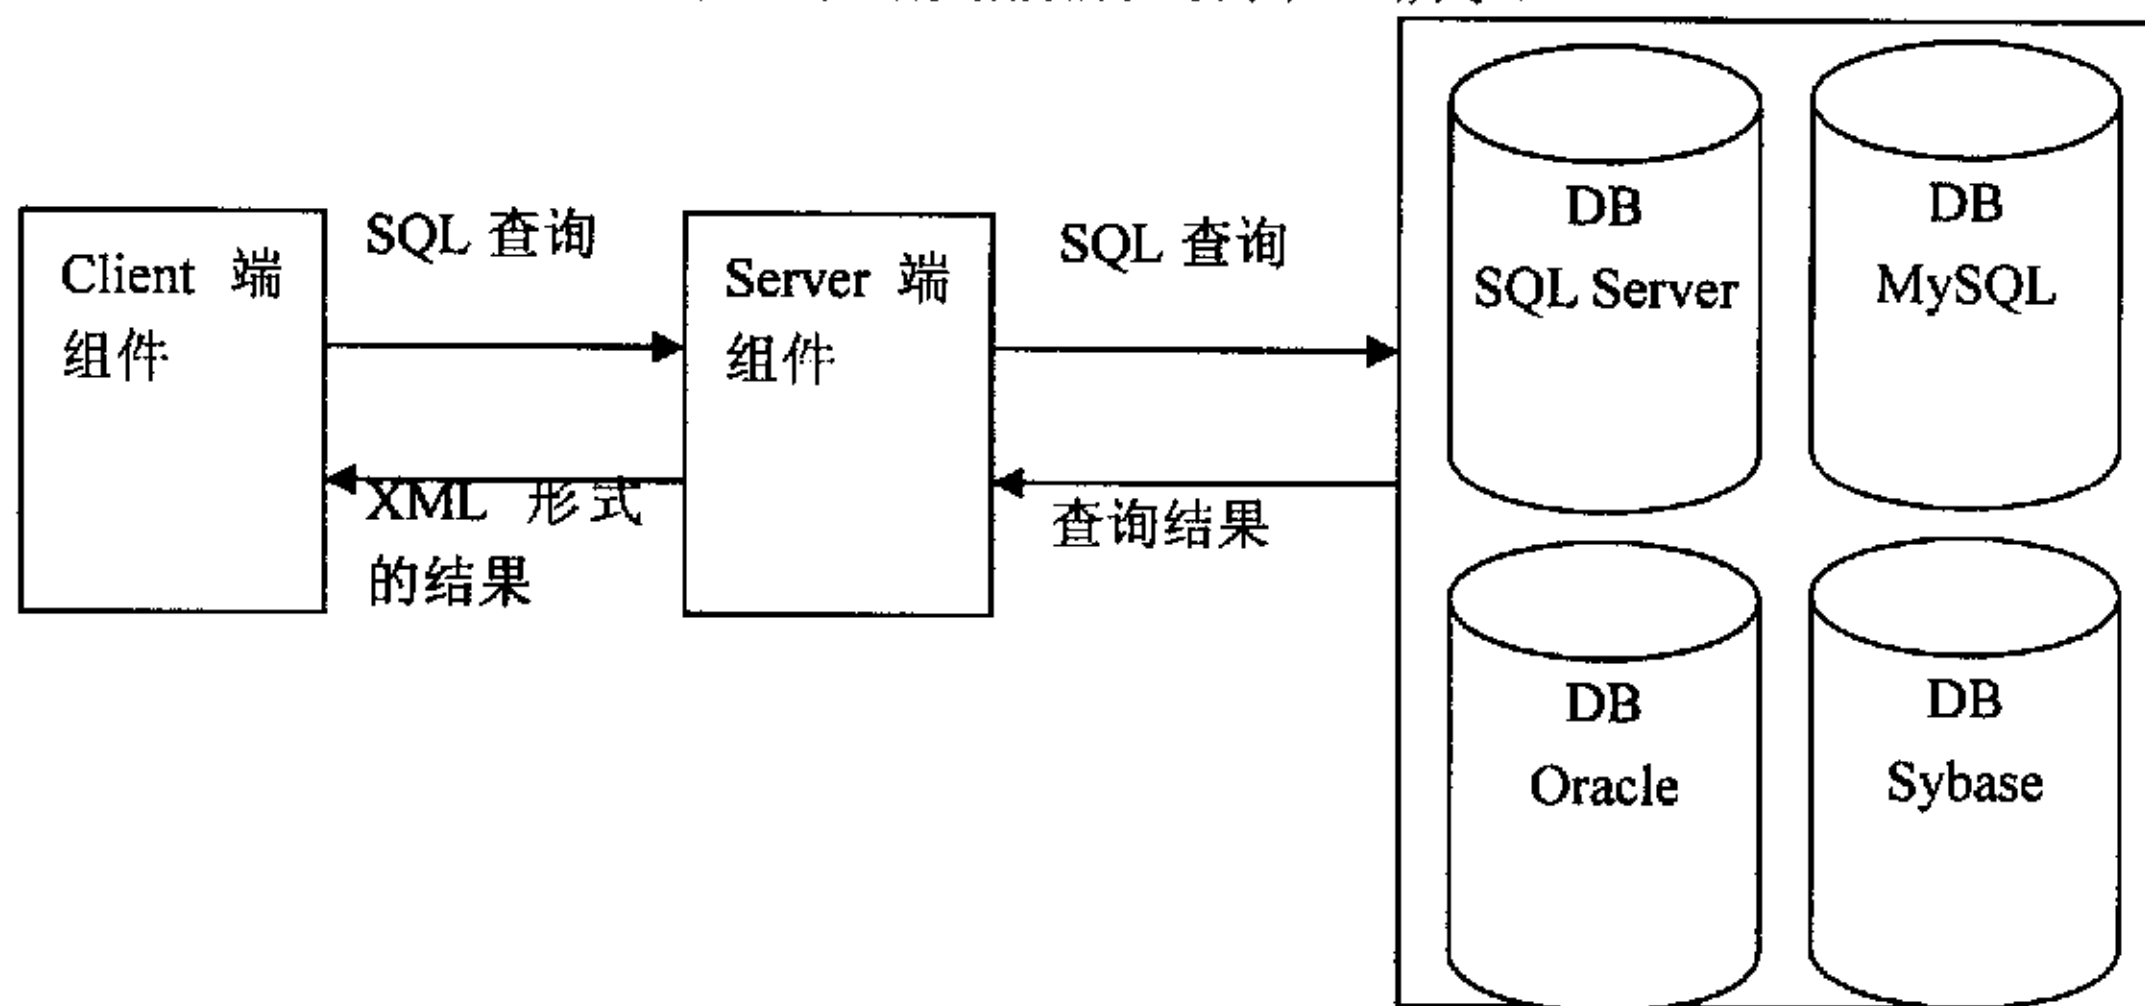 Client 端
组件
SQL 查询
XML 形式
的结果
Server 端
组件
SQL 查询
查询结果
DB
SQL Server
DB
MySQL
DB
Oracle
DB
Sybase